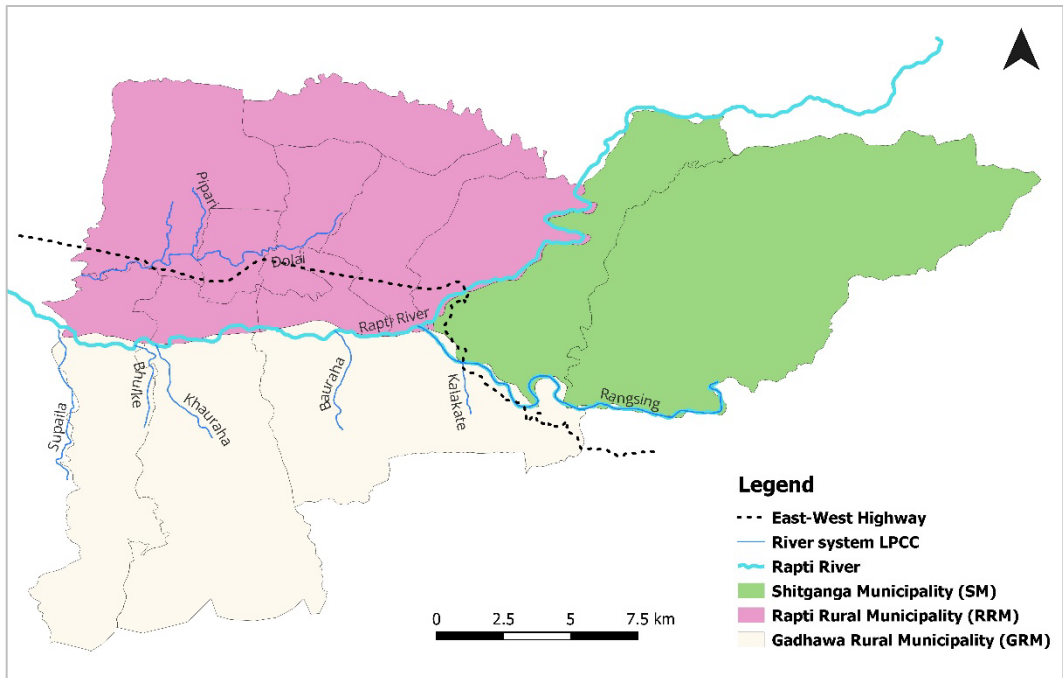 Pipari
Dolai
Rapti River
Supaila
Bhulke
Khauraha
Bauraha
Kalakate
Rangsing
Legend
East-West Highway
River system LPCC
Rapti River
Shitganga Municipality (SM)
Rapti Rural Municipality (RRM)
Gadhawa Rural Municipality (GRM)
0 2.5 5 7.5 km